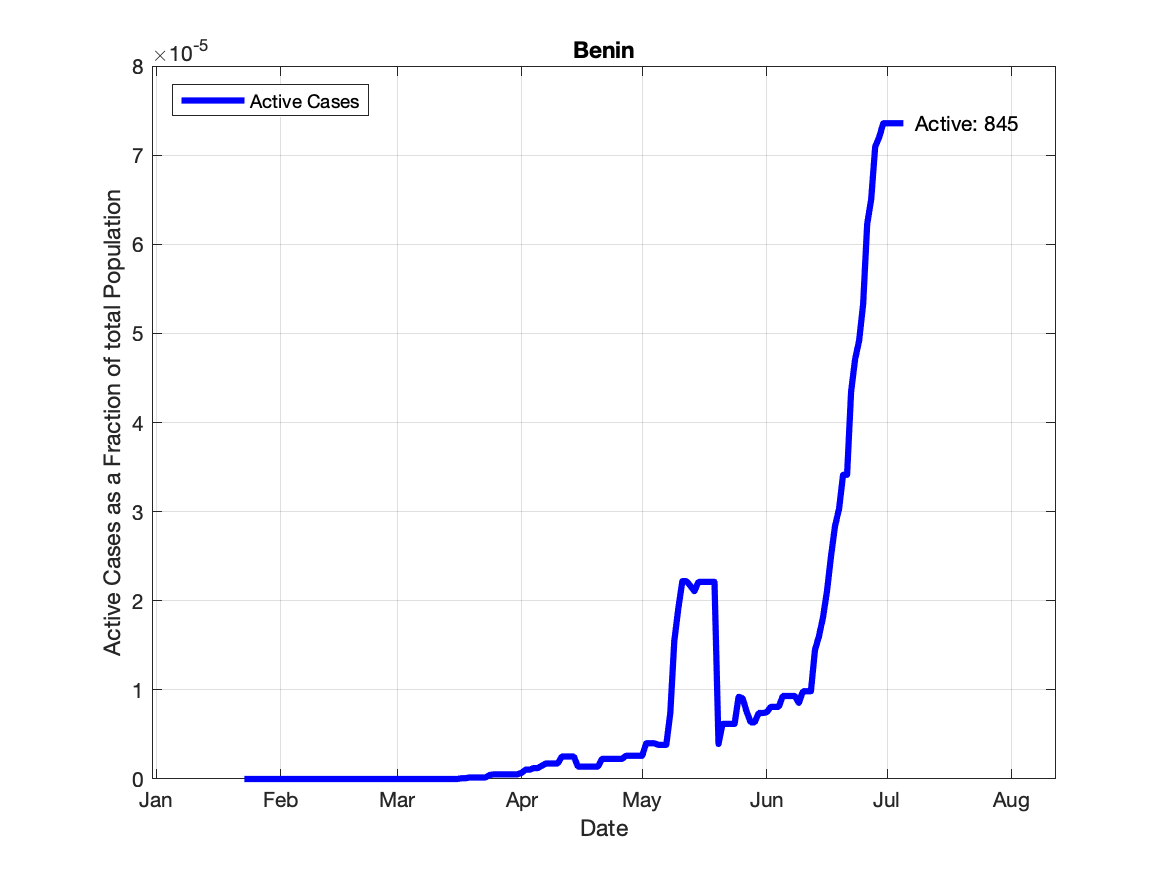 Benin
×10-5
Active Cases
Active: 845
Active Cases as a Fraction of total Population
8
7
6
5
4
3
2
1
0
Jan Feb Mar Apr May Jun Jul Aug
Date